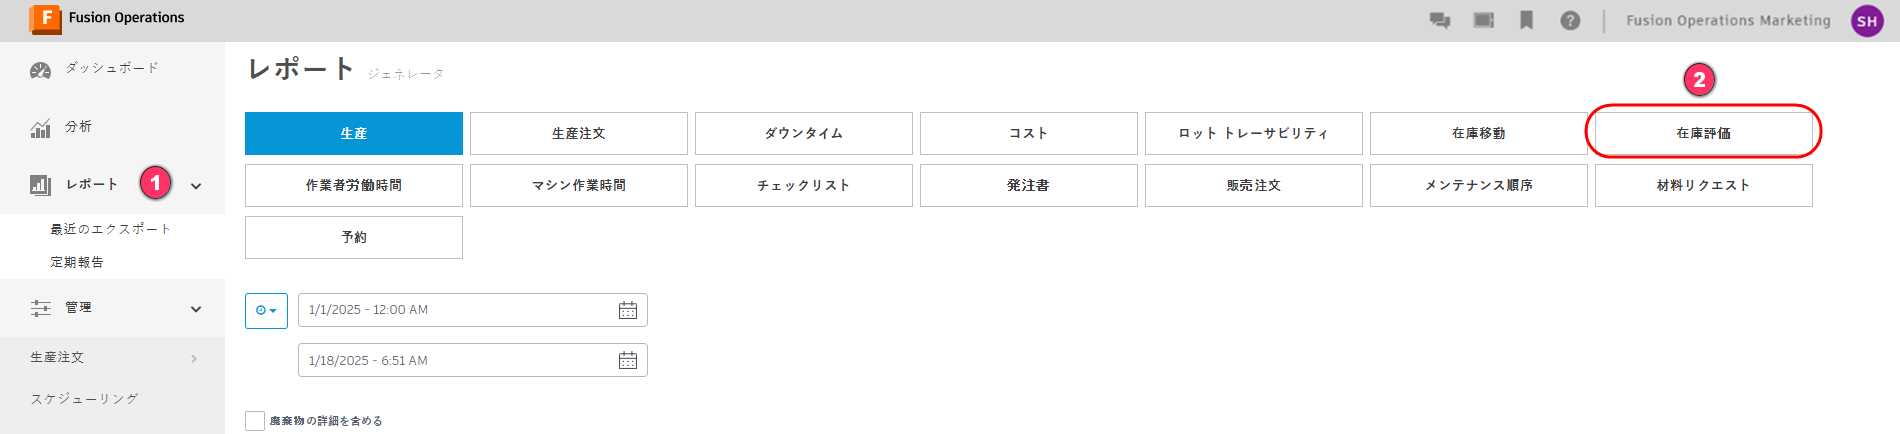 F Fusion Operations
Fusion Operations Marketing SH
ダッシュボード
分析
レポート 1
最近のエクスポート
定期報告
管理
生産注文
スケジューリング
レポート ジェネレータ
2
生産 生産注文 ダウンタイム コスト ロット トレーサビリティ 在庫移動 在庫評価
作業者労働時間 マシン作業時間 チェックリスト 発注書 販売注文 メンテナンス順序 材料リクエスト
予約
1/1/2025 - 12:00 AM
1/18/2025 - 6:51 AM
廃棄物の詳細を含める